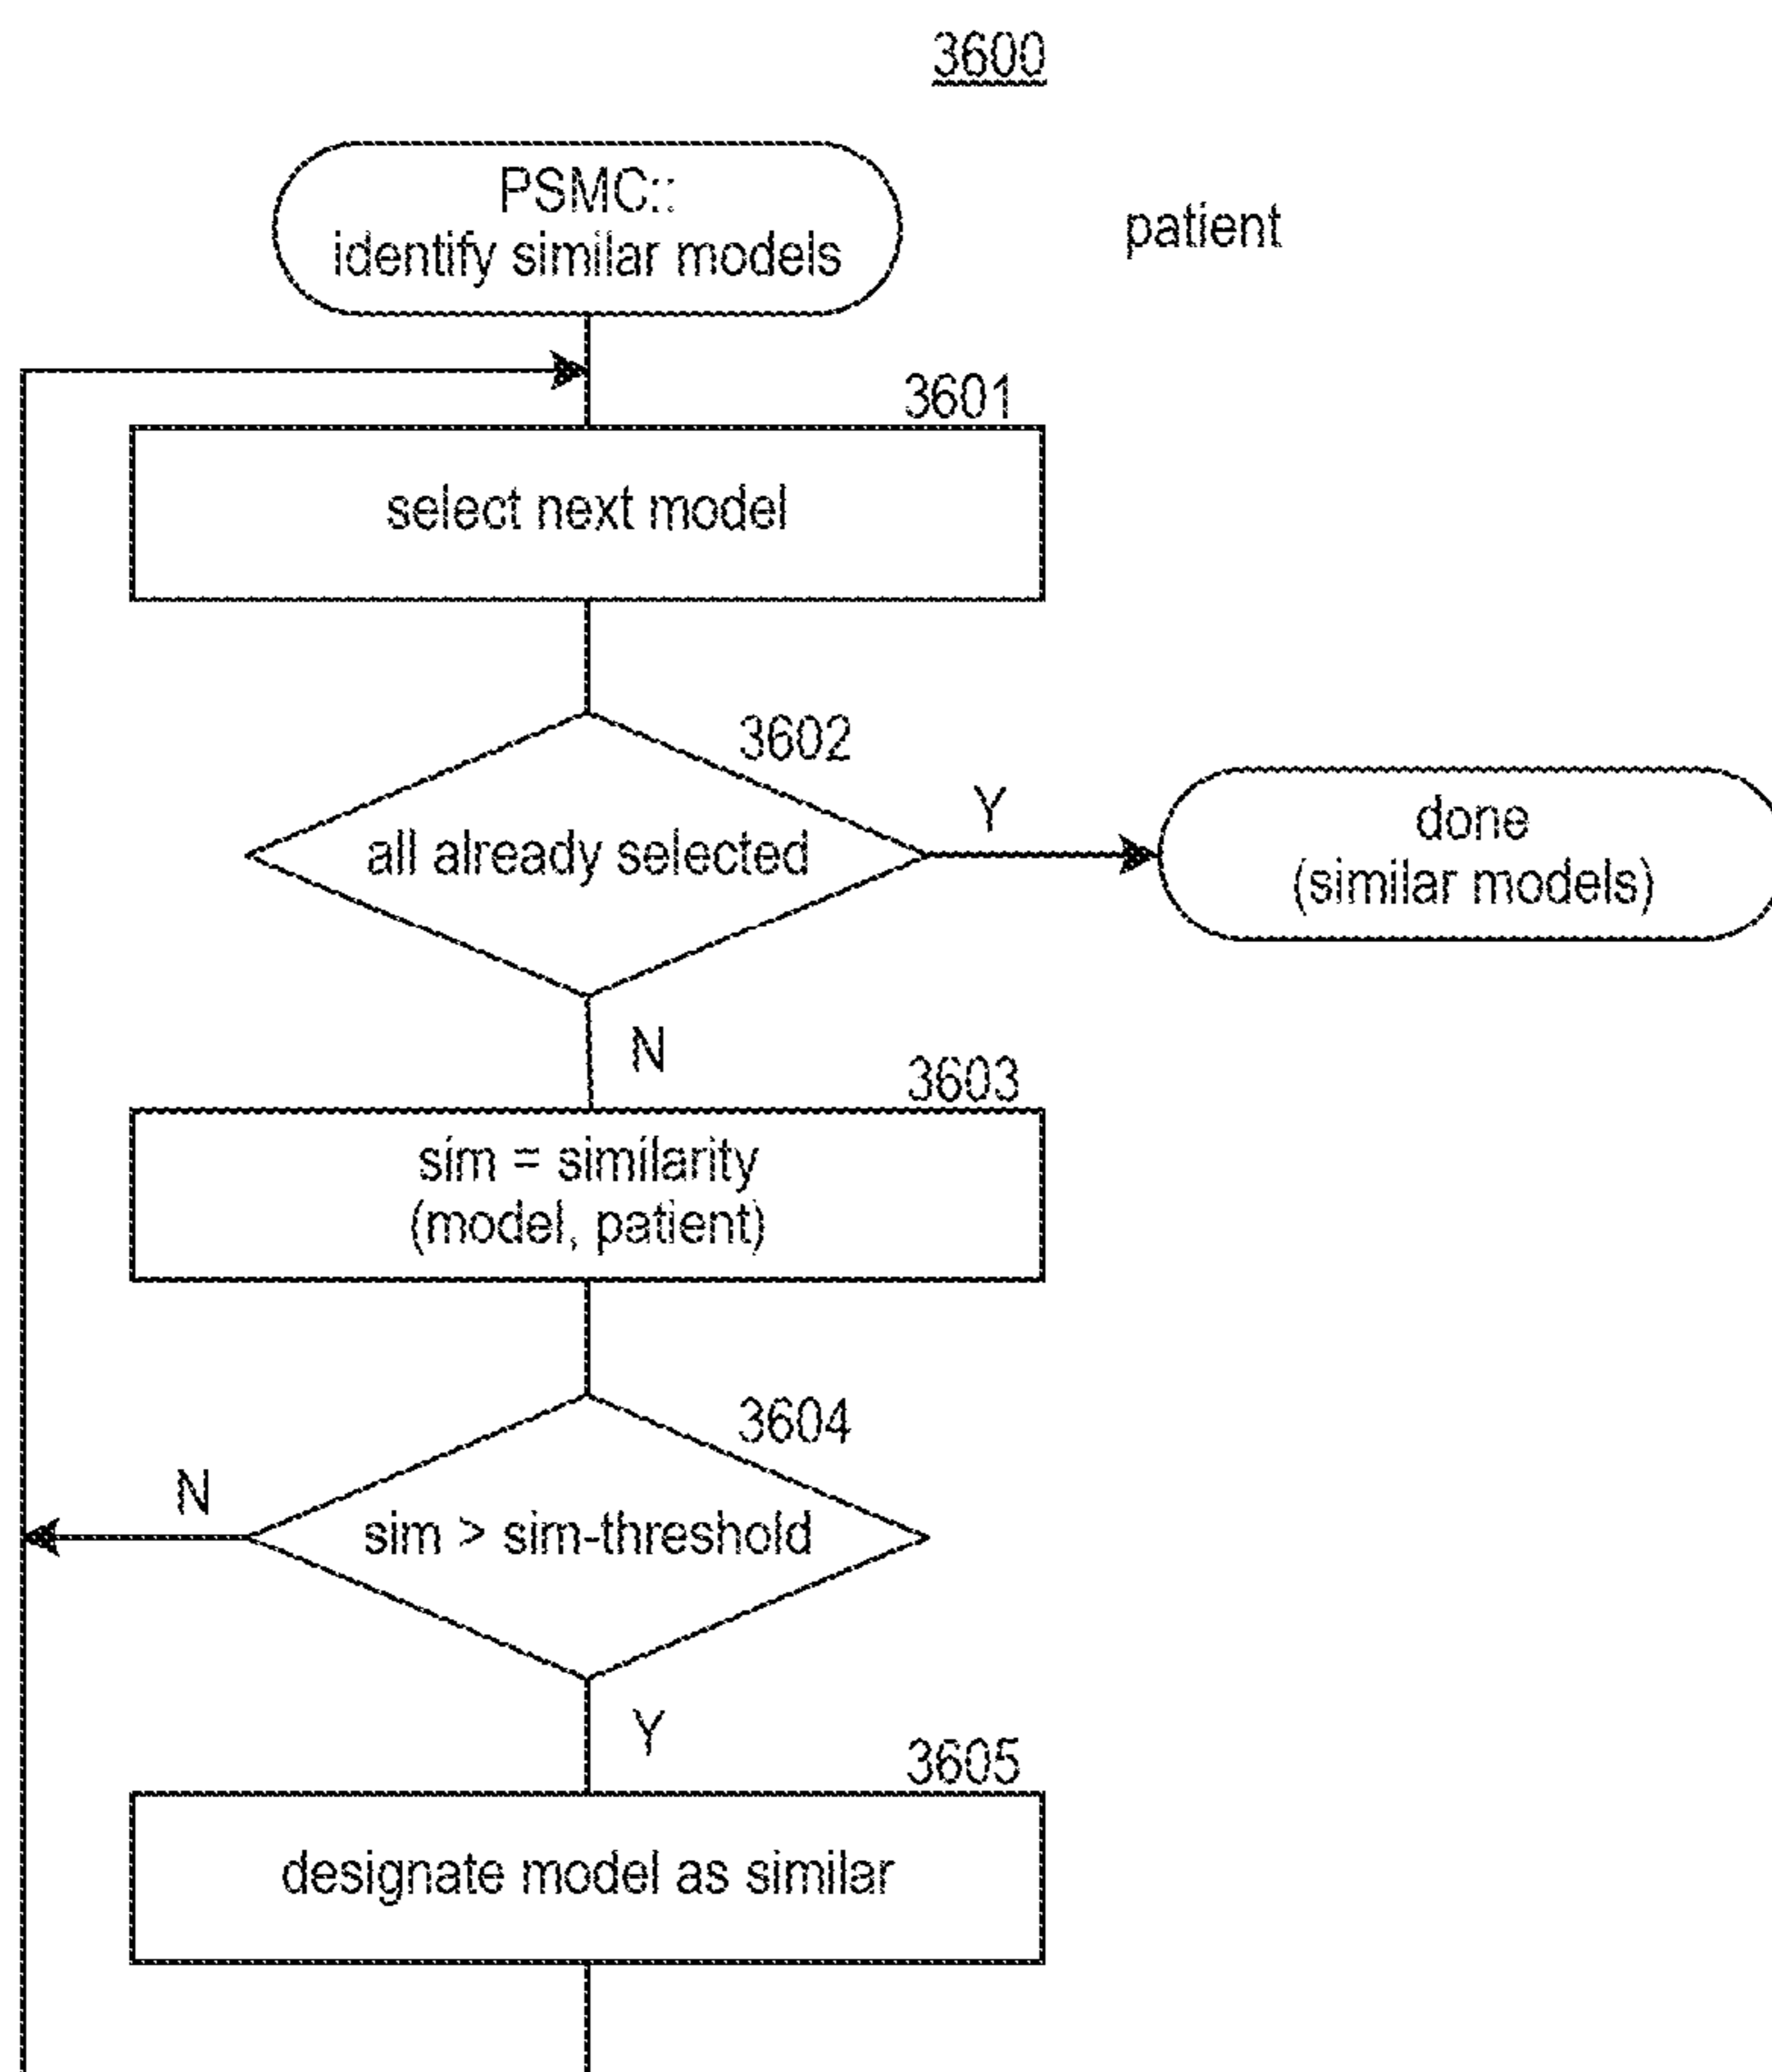 3600
PSMC::
identify similar models
patient
3601
select next model
3602
all already selected
Y
done
(similar models)
N
3603
sim = similarity
(model, patient)
3604
N
sim > sim-threshold
Y
3605
designate model as similar